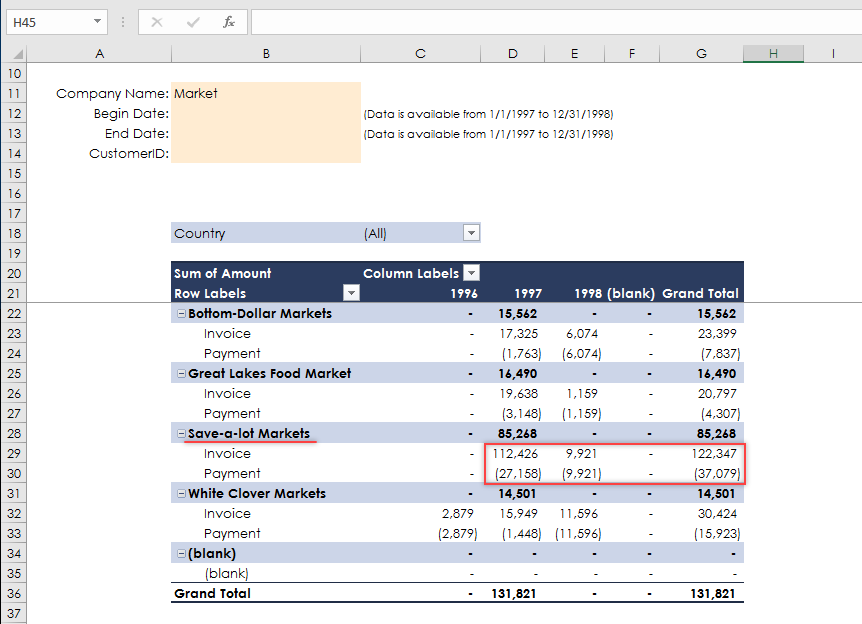 H45 fx
A B C D E F G H I
10
11 Company Name: Market
12 Begin Date: (Data is available from 1/1/1997 to 12/31/1998)
13 End Date: (Data is available from 1/1/1997 to 12/31/1998)
14 CustomerID:
15
16
17
18 Country (All)
19
20 Sum of Amount Column Labels
21 Row Labels 1996 1997 1998 (blank) Grand Total
22 Bottom-Dollar Markets - 15,562 - - 15,562
23 Invoice - 17,325 6,074 - 23,399
24 Payment - (1,763) (6,074) - (7,837)
25 Great Lakes Food Market - 16,490 - - 16,490
26 Invoice - 19,638 1,159 - 20,797
27 Payment - (3,148) (1,159) - (4,307)
28 Save-a-lot Markets - 85,268 - - 85,268
29 Invoice - 112,426 9,921 - 122,347
30 Payment - (27,158) (9,921) - (37,079)
31 White Clover Markets - 14,501 - - 14,501
32 Invoice 2,879 15,949 11,596 - 30,424
33 Payment (2,879) (1,448) (11,596) - (15,923)
34 (blank) - - - - -
35 (blank) - - - - -
36 Grand Total - 131,821 - - 131,821
37